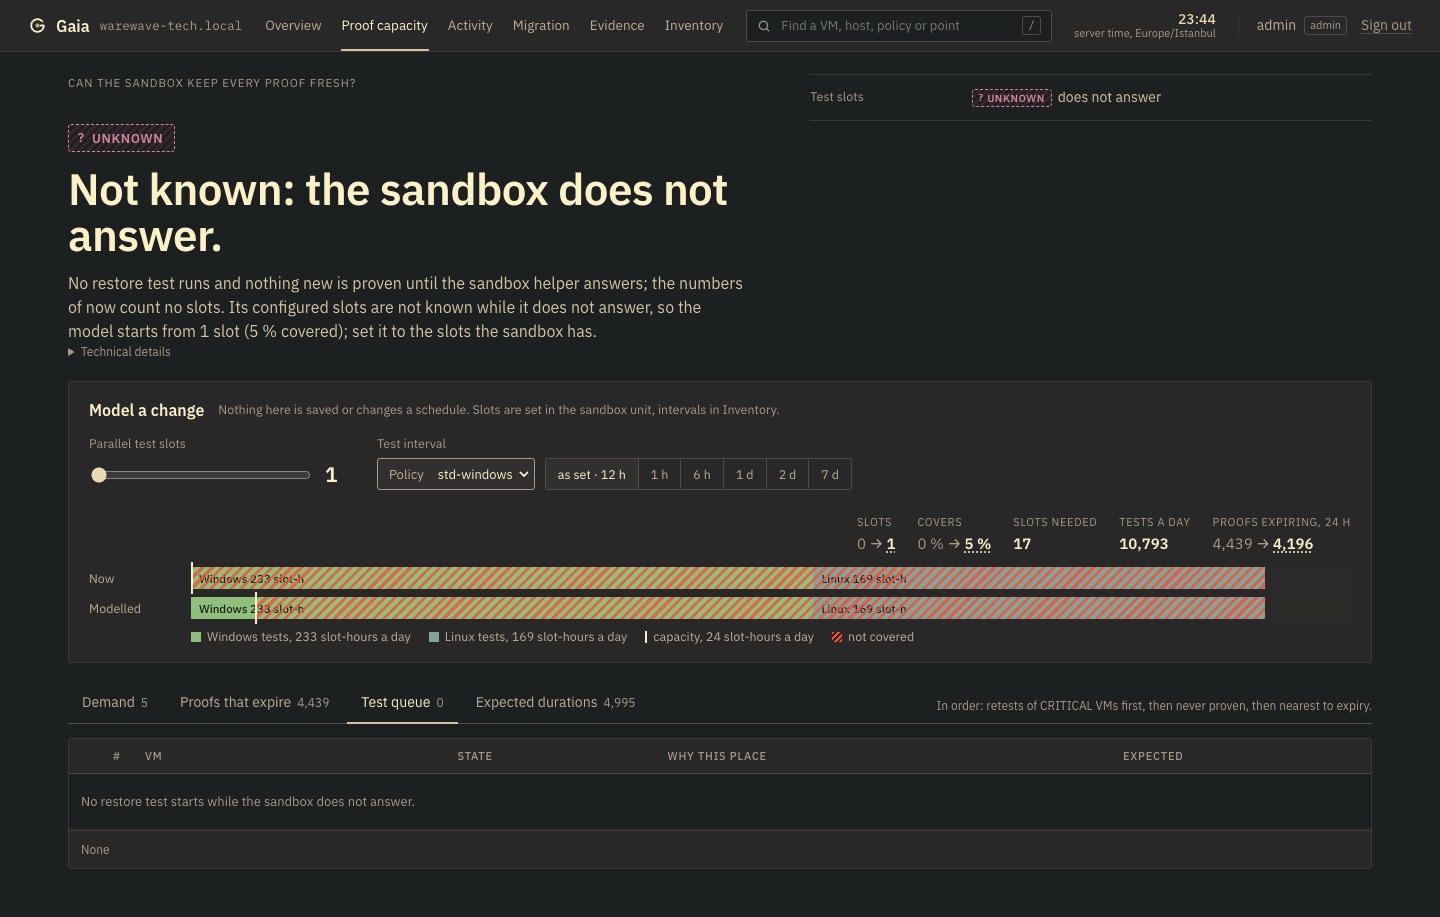 Gaia warewave-tech.local Overview Proof capacity Activity Migration Evidence Inventory Find a VM, host, policy or point / 23:44 admin admin Sign out
server time, Europe/Istanbul
CAN THE SANDBOX KEEP EVERY PROOF FRESH?
Test slots ? UNKNOWN does not answer
? UNKNOWN
Not known: the sandbox does not
answer.
No restore test runs and nothing new is proven until the sandbox helper answers; the numbers
of now count no slots. Its configured slots are not known while it does not answer, so the
model starts from 1 slot (5 % covered); set it to the slots the sandbox has.
Technical details
Model a change Nothing here is saved or changes a schedule. Slots are set in the sandbox unit, intervals in Inventory.
Parallel test slots Test interval
1 Policy std-windows as set · 12 h 1 h 6 h 1 d 2 d 7 d
SLOTS COVERS SLOTS NEEDED TESTS A DAY PROOFS EXPIRING, 24 H
0 → 1 0 % → 5 % 17 10,793 4,439 → 4,196
Now Windows 233 slot-h Linux 169 slot-h
Modelled Windows 233 slot-h Linux 169 slot-h
Windows tests, 233 slot-hours a day Linux tests, 169 slot-hours a day capacity, 24 slot-hours a day not covered
Demand 5 Proofs that expire 4,439 Test queue 0 Expected durations 4,995 In order: retests of CRITICAL VMs first, then never proven, then nearest to expiry.
# VM STATE WHY THIS PLACE EXPECTED
No restore test starts while the sandbox does not answer.
None